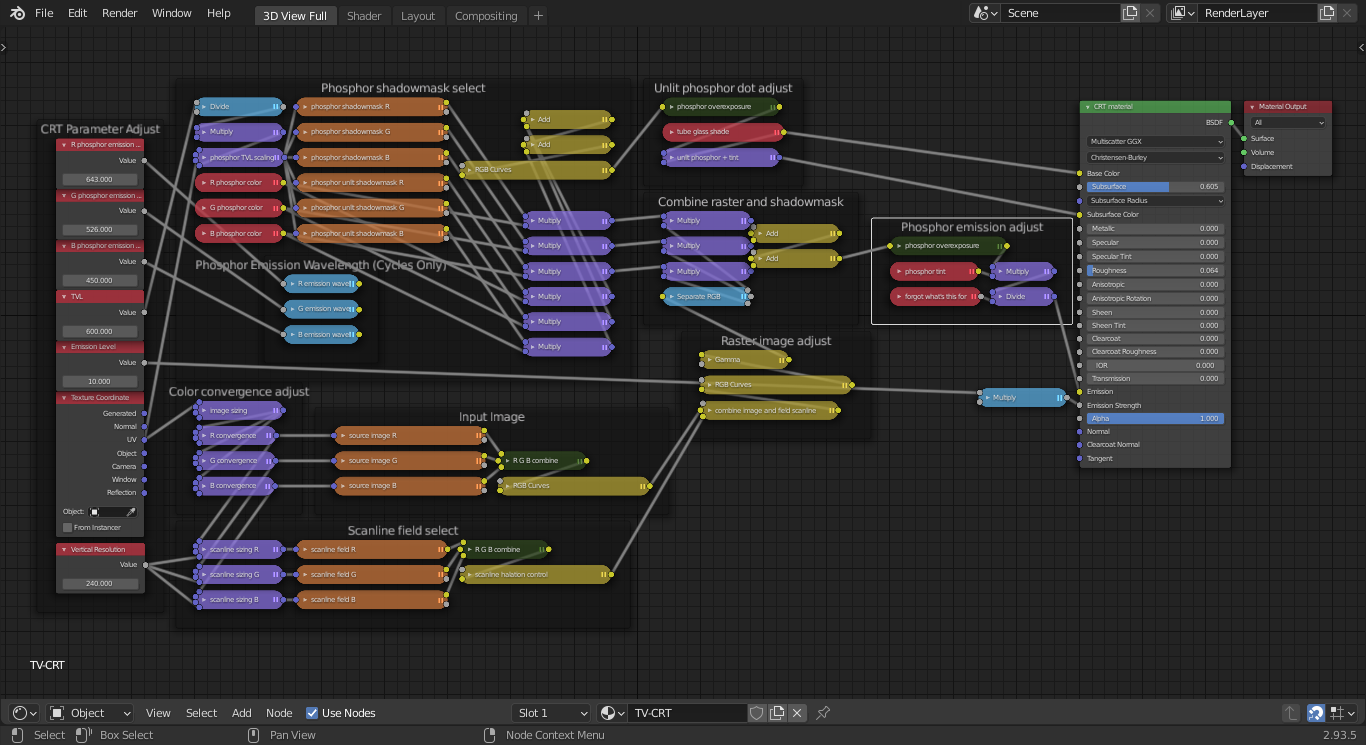 File Edit Render Window Help 3D View Full Shader Layout Compositing + Scene RenderLayer
CRT Parameter Adjust
R phosphor emission ...
Value
643.000
G phosphor emission ...
Value
526.000
B phosphor emission ...
Value
450.000
TVL
Value
600.000
Emission Level
Value
10.000
Texture Coordinate
Generated
Normal
UV
Object
Camera
Window
Reflection
Object:
From Instancer
Vertical Resolution
Value
240.000
Phosphor shadowmask select
Divide
Multiply
phosphor TVL scaling
R phosphor color
G phosphor color
B phosphor color
phosphor shadowmask R
phosphor shadowmask G
phosphor shadowmask B
phosphor unlit shadowmask R
phosphor unlit shadowmask G
phosphor unlit shadowmask B
Add
Add
RGB Curves
Multiply
Multiply
Multiply
Multiply
Multiply
Multiply
Phosphor Emission Wavelength (Cycles Only)
R emission wavel
G emission wavel
B emission wavel
Unlit phosphor dot adjust
phosphor overexposure
tube glass shade
unit phosphor + tint
Combine raster and shadowmask
Multiply
Multiply
Multiply
Separate RGB
Add
Add
Phosphor emission adjust
phosphor overexposure
phosphor tint
Multiply
forgot what's this for
Divide
Raster image adjust
Gamma
RGB Curves
combine image and field scanline
Multiply
Color convergence adjust
image sizing
R convergence
G convergence
B convergence
Input Image
source image R
source image G
source image B
R G B combine
RGB Curves
Scanline field select
scanline sizing R
scanline sizing G
scanline sizing B
scanline field R
scanline field G
scanline field B
R G B combine
scanline halation control
CRT material
BSDF
Multiscatter GGX
Christensen-Burley
Base Color
Subsurface 0.605
Subsurface Radius
Subsurface Color
Metallic 0.000
Specular 0.000
Specular Tint 0.000
Roughness 0.064
Anisotropic 0.000
Anisotropic Rotation 0.000
Sheen 0.000
Sheen Tint 0.000
Clearcoat 0.000
Clearcoat Roughness 0.000
IOR 0.000
Transmission 0.000
Emission
Emission Strength
Alpha 1.000
Normal
Clearcoat Normal
Tangent
Material Output
All
Surface
Volume
Displacement
TV-CRT
Object View Select Add Node Use Nodes Slot 1 TV-CRT
Select Box Select Pan View Node Context Menu 2.93.5